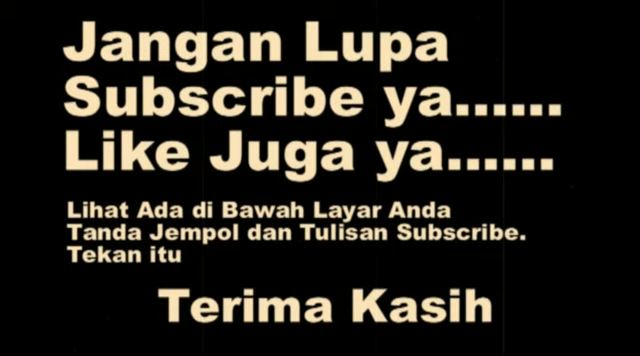 Jangan Lupa
Subscribe ya......
Like Juga ya......
Lihat Ada di Bawah Layar Anda
Tanda Jempol dan Tulisan Subscribe.
Tekan itu
Terima Kasih